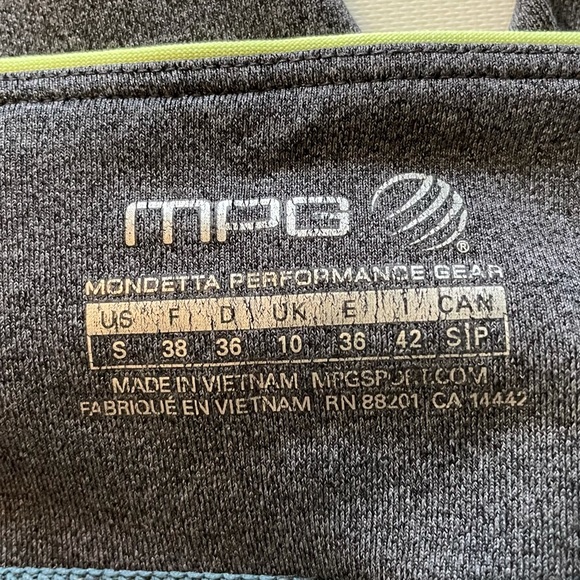 MPG ®
MONDETTA PERFORMANCE GEAR
US F D UK E I CAN
S 38 36 10 36 42 S|P
MADE IN VIETNAM MPGSPORT.COM
FABRIQUÉ EN VIETNAM RN 88201 CA 14442